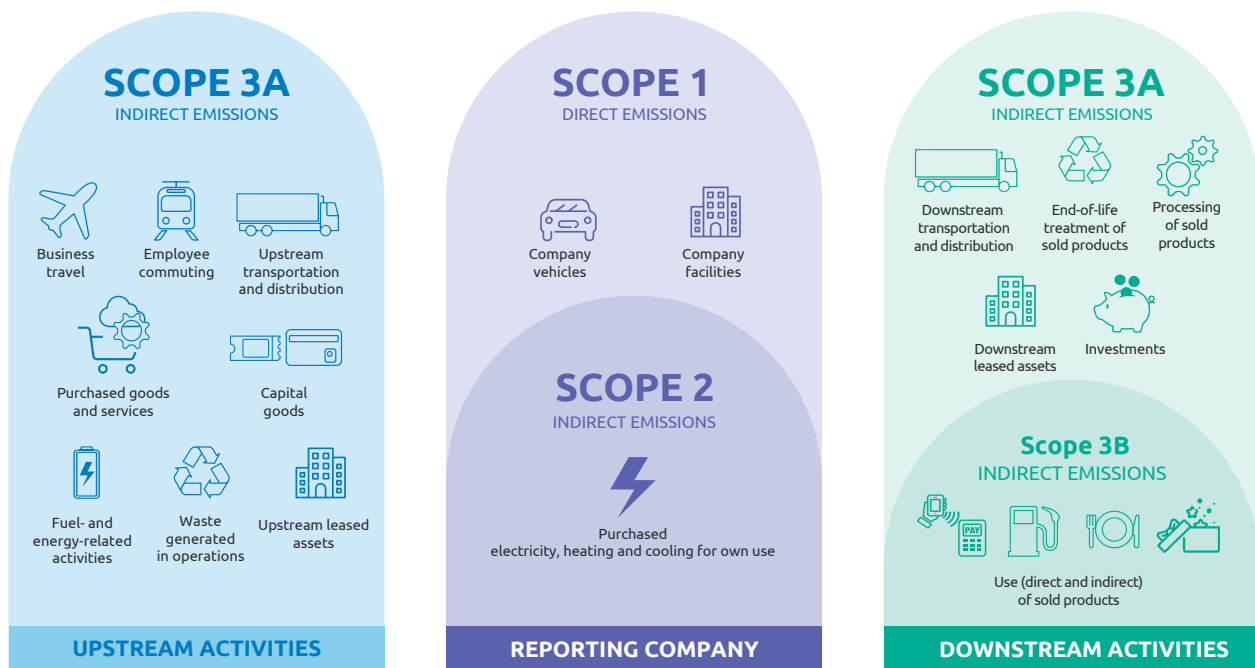 SCOPE 3A
INDIRECT EMISSIONS
Business
travel
Employee
commuting
Upstream
transportation
and distribution
Purchased goods
and services
Capital
goods
Fuel- and
energy-related
activities
Waste
generated
in operations
Upstream leased
assets
UPSTREAM ACTIVITIES
SCOPE 1
DIRECT EMISSIONS
Company
vehicles
Company
facilities
SCOPE 2
INDIRECT EMISSIONS
Purchased
electricity, heating and cooling for own use
REPORTING COMPANY
SCOPE 3A
INDIRECT EMISSIONS
Downstream
transportation
and distribution
End-of-life
treatment of
sold products
Processing
of sold
products
Downstream
leased assets
Investments
Scope 3B
INDIRECT EMISSIONS
PAY
Use (direct and indirect)
of sold products
DOWNSTREAM ACTIVITIES